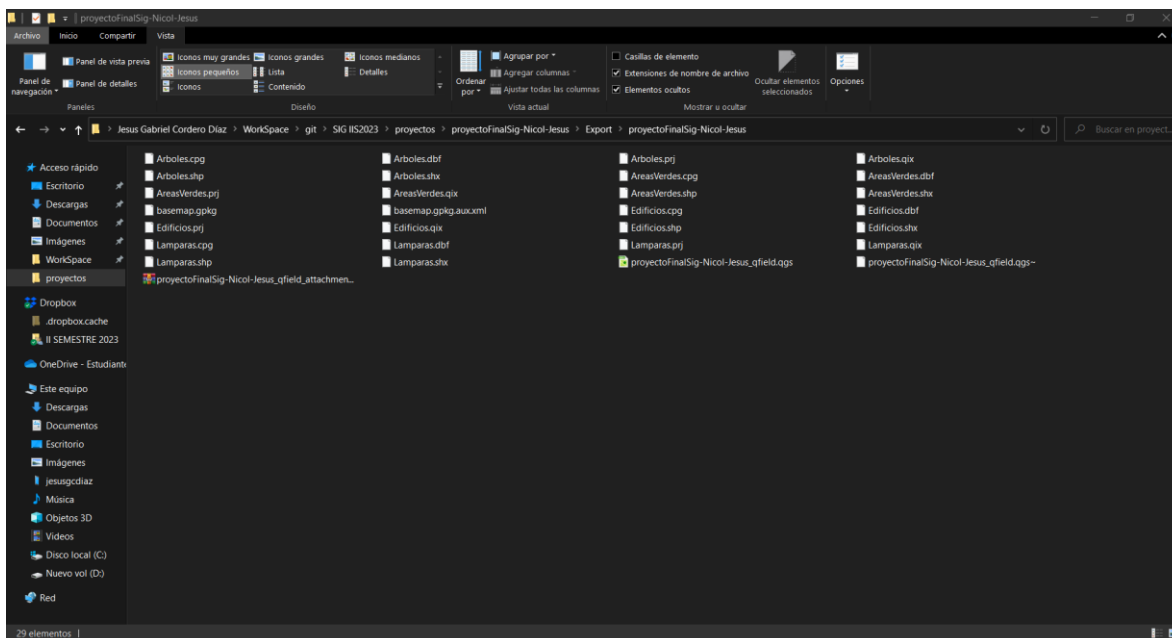 proyectoFinalSig-Nicol-Jesus
Archivo Inicio Compartir Vista
Panel de navegación
Panel de vista previa
Panel de detalles
Paneles
Iconos muy grandes Iconos grandes Iconos medianos
Iconos pequeños Lista Detalles
Iconos Contenido
Diseño
Ordenar por
Agrupar por
Agregar columnas
Ajustar todas las columnas
Vista actual
Casillas de elemento
Extensiones de nombre de archivo
Elementos ocultos
Ocultar elementos seleccionados
Mostrar u ocultar
Opciones
Jesus Gabriel Cordero Díaz > WorkSpace > git > SIG IIS2023 > proyectos > proyectoFinalSig-Nicol-Jesus > Export > proyectoFinalSig-Nicol-Jesus
Buscar en proyect...
Acceso rápido
Escritorio
Descargas
Documentos
Imágenes
WorkSpace
proyectos
Dropbox
.dropbox.cache
II SEMESTRE 2023
OneDrive - Estudiante
Este equipo
Descargas
Documentos
Escritorio
Imágenes
jesusgcdiaz
Música
Objetos 3D
Videos
Disco local (C:)
Nuevo vol (D:)
Red
Arboles.cpg Arboles.dbf Arboles.prj Arboles.qix
Arboles.shp Arboles.shx AreasVerdes.cpg AreasVerdes.dbf
AreasVerdes.prj AreasVerdes.qix AreasVerdes.shp AreasVerdes.shx
basemap.gpkg basemap.gpkg.aux.xml Edificios.cpg Edificios.dbf
Edificios.prj Edificios.qix Edificios.shp Edificios.shx
Lamparas.cpg Lamparas.dbf Lamparas.prj Lamparas.qix
Lamparas.shp Lamparas.shx proyectoFinalSig-Nicol-Jesus_qfield.qgs proyectoFinalSig-Nicol-Jesus_qfield.qgs~
proyectoFinalSig-Nicol-Jesus_qfield_attachmen...
29 elementos